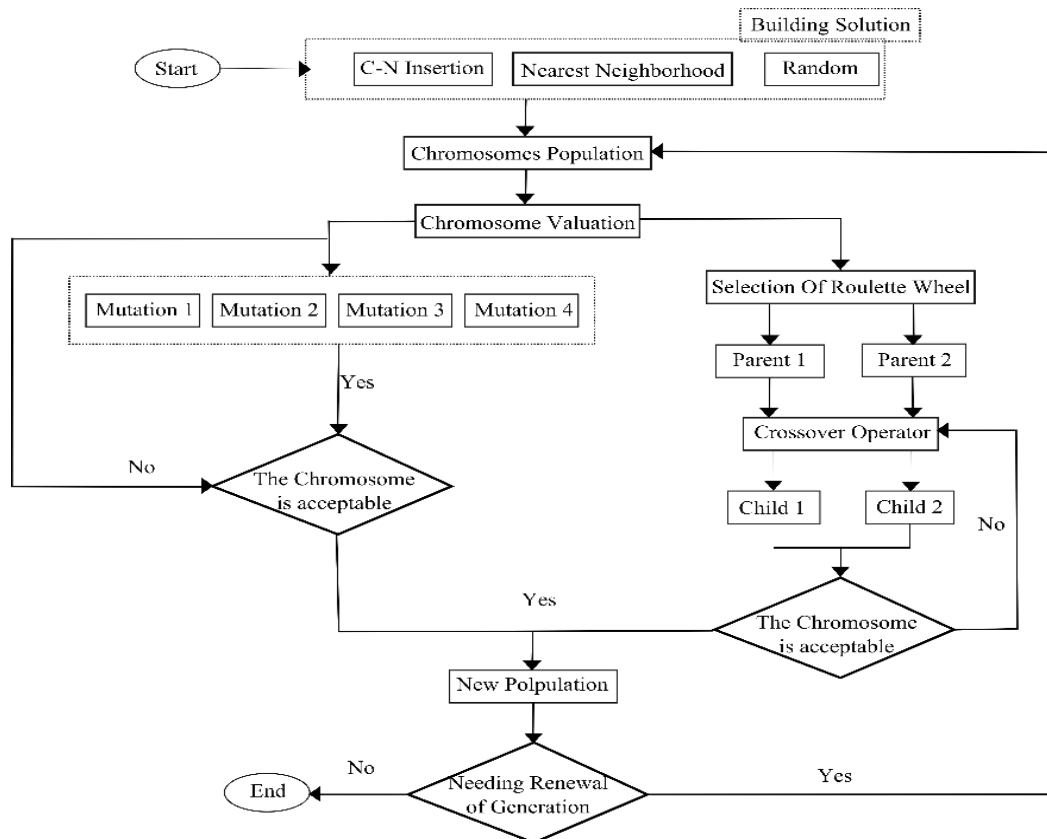 Building Solution
Start
C-N Insertion
Nearest Neighborhood
Random
Chromosomes Population
Chromosome Valuation
Selection Of Roulette Wheel
Mutation 1
Mutation 2
Mutation 3
Mutation 4
Parent 1
Parent 2
Yes
Crossover Operator
No
The Chromosome
is acceptable
Child 1
Child 2
No
Yes
The Chromosome
is acceptable
New Polpulation
No
Needing Renewal
of Generation
Yes
End